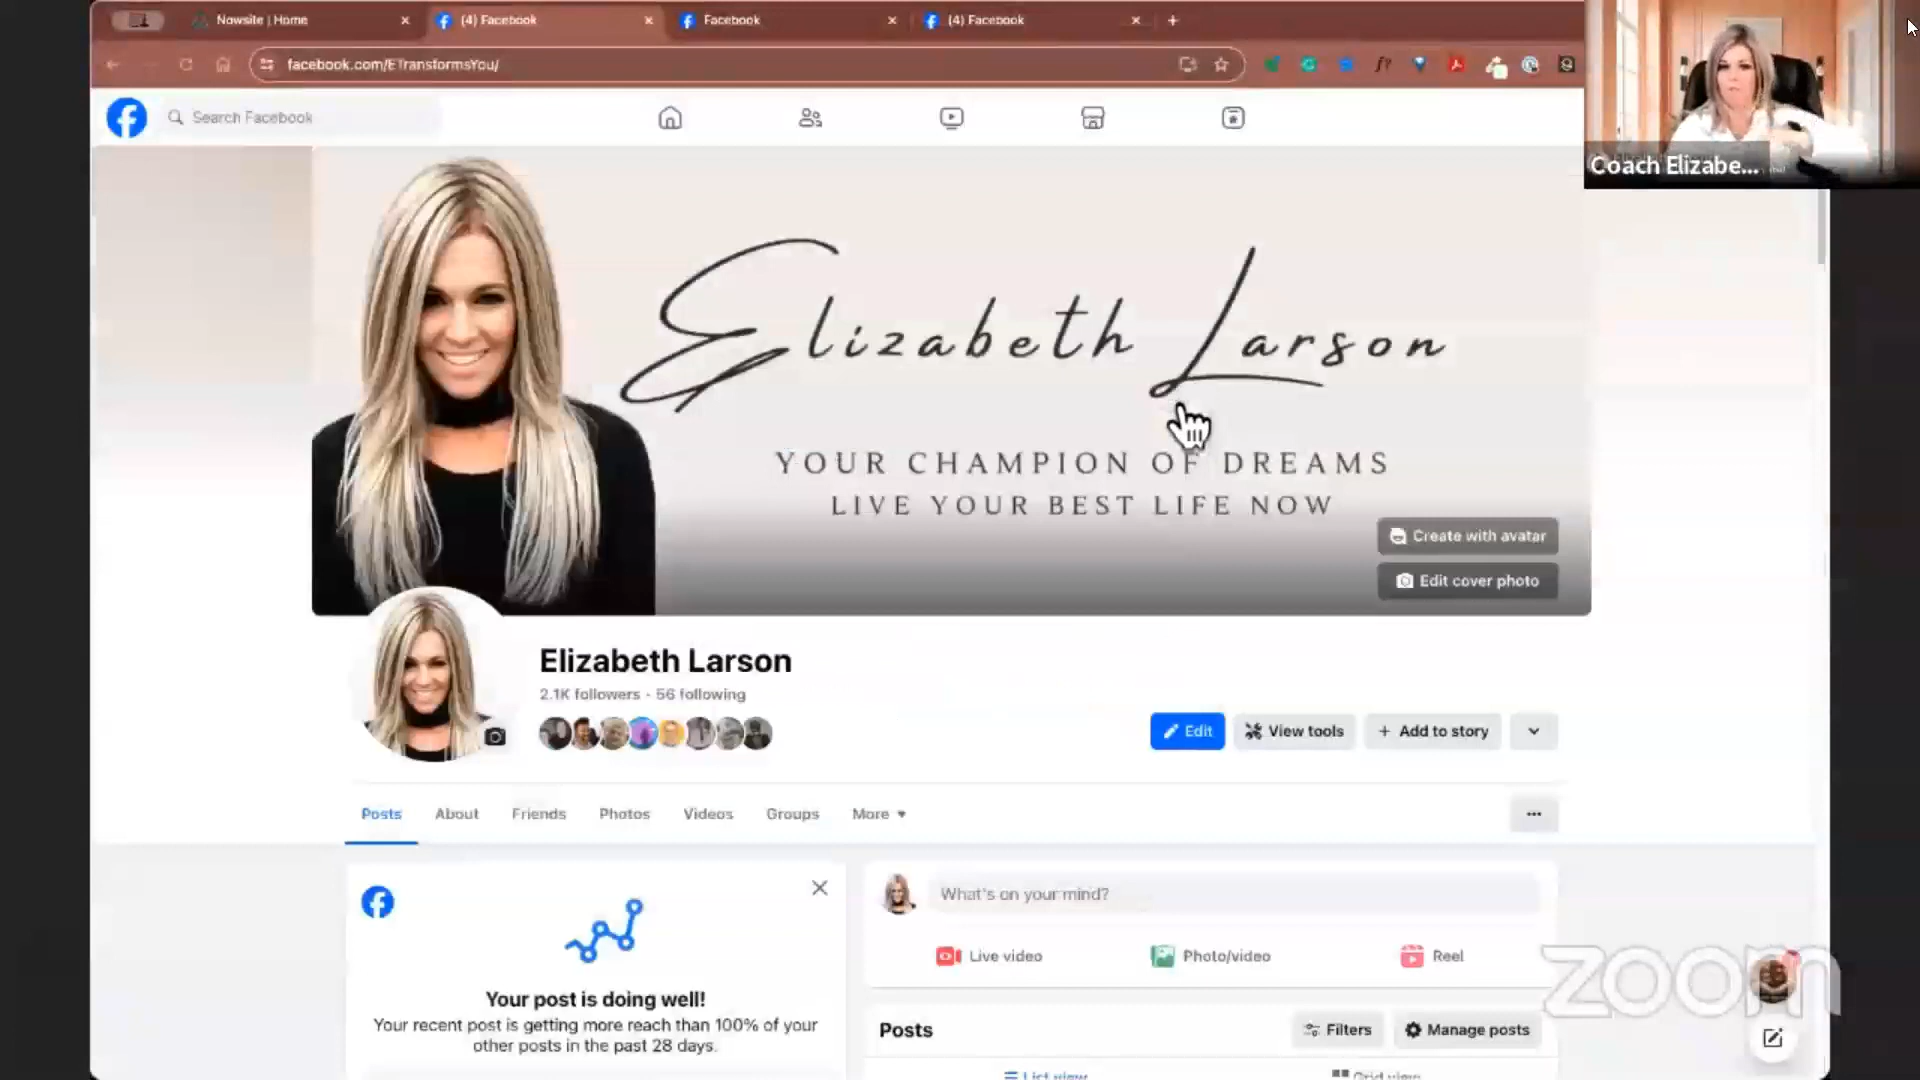 Nowsite | Home
(4) Facebook
Facebook
(4) Facebook
facebook.com/ETransformsYou/
Search Facebook
Coach Elizabe...
Elizabeth Larson
YOUR CHAMPION OF DREAMS
LIVE YOUR BEST LIFE NOW
Create with avatar
Edit cover photo
Elizabeth Larson
2.1K followers · 56 following
Edit
View tools
+ Add to story
Posts
About
Friends
Photos
Videos
Groups
More
What's on your mind?
Live video
Photo/video
Reel
Your post is doing well!
Your recent post is getting more reach than 100% of your
other posts in the past 28 days.
Posts
Filters
Manage posts
List view
Grid view
zoom